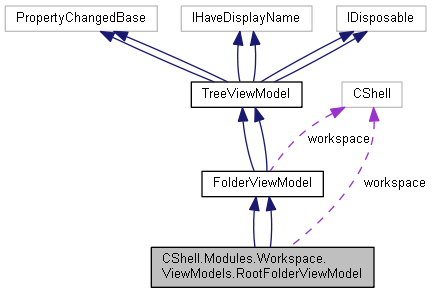 PropertyChangedBase
IHaveDisplayName
IDisposable
TreeViewModel
CShell
workspace
FolderViewModel
workspace
CShell.Modules.Workspace.
ViewModels.RootFolderViewModel